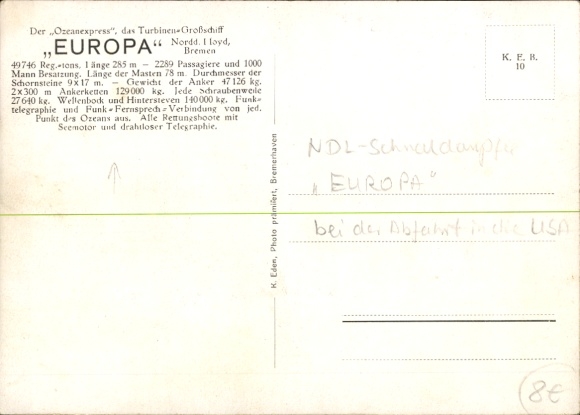 Der „Ozeanexpress“, das Turbinen-Großschiff
„EUROPA“ Nordd. Lloyd,
Bremen
49746 Reg.-tons. Länge 285 m — 2289 Passagiere und 1000
Mann Besatzung. Länge der Masten 78 m. Durchmesser der
Schornsteine 9×17 m. — Gewicht der Anker 47126 kg.
2×300 m Ankerketten 129000 kg. Jede Schraubenwelle
27640 kg. Wellenbock und Hintersteven 140000 kg. Funk-
telegraphie und Funk-Fernsprech-Verbindung von jed.
Punkt des Ozeans aus. Alle Rettungsboote mit
Seemotor und drahtloser Telegraphie.
K. Eden, Photo prämiiert, Bremerhaven
K. E. B.
10
NDL-Schnelldampfer
„EUROPA“
bei der Abfahrt in die USA
8€